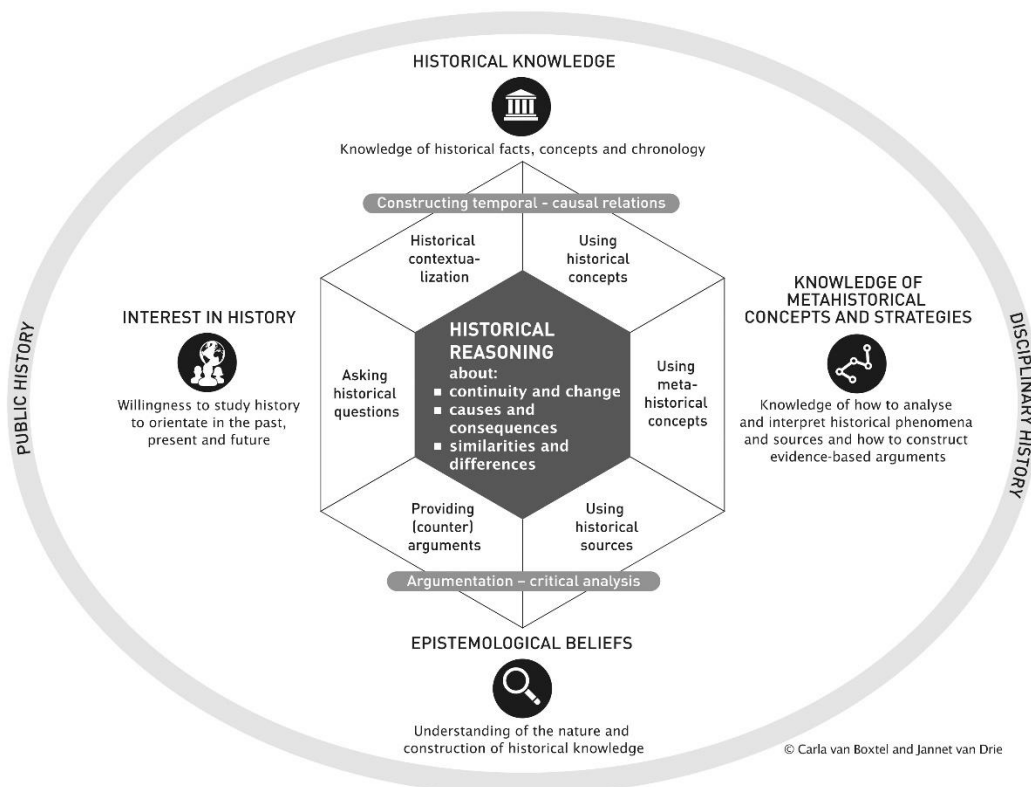 HISTORICAL KNOWLEDGE
Knowledge of historical facts, concepts and chronology
Constructing temporal - causal relations
Historical
contextua-
lization
Using
historical
concepts
PUBLIC HISTORY
INTEREST IN HISTORY
Willingness to study history
to orientate in the past,
present and future
Asking
historical
questions
HISTORICAL
REASONING
about:
▪ continuity and change
▪ causes and
consequences
▪ similarities and
differences
Using
meta-
historical
concepts
KNOWLEDGE OF
METAHISTORICAL
CONCEPTS AND STRATEGIES
Knowledge of how to analyse
and interpret historical phenomena
and sources and how to construct
evidence-based arguments
DISCIPLINARY HISTORY
Providing
(counter)
arguments
Using
historical
sources
Argumentation – critical analysis
EPISTEMOLOGICAL BELIEFS
Understanding of the nature and
construction of historical knowledge
© Carla van Boxtel and Jannet van Drie